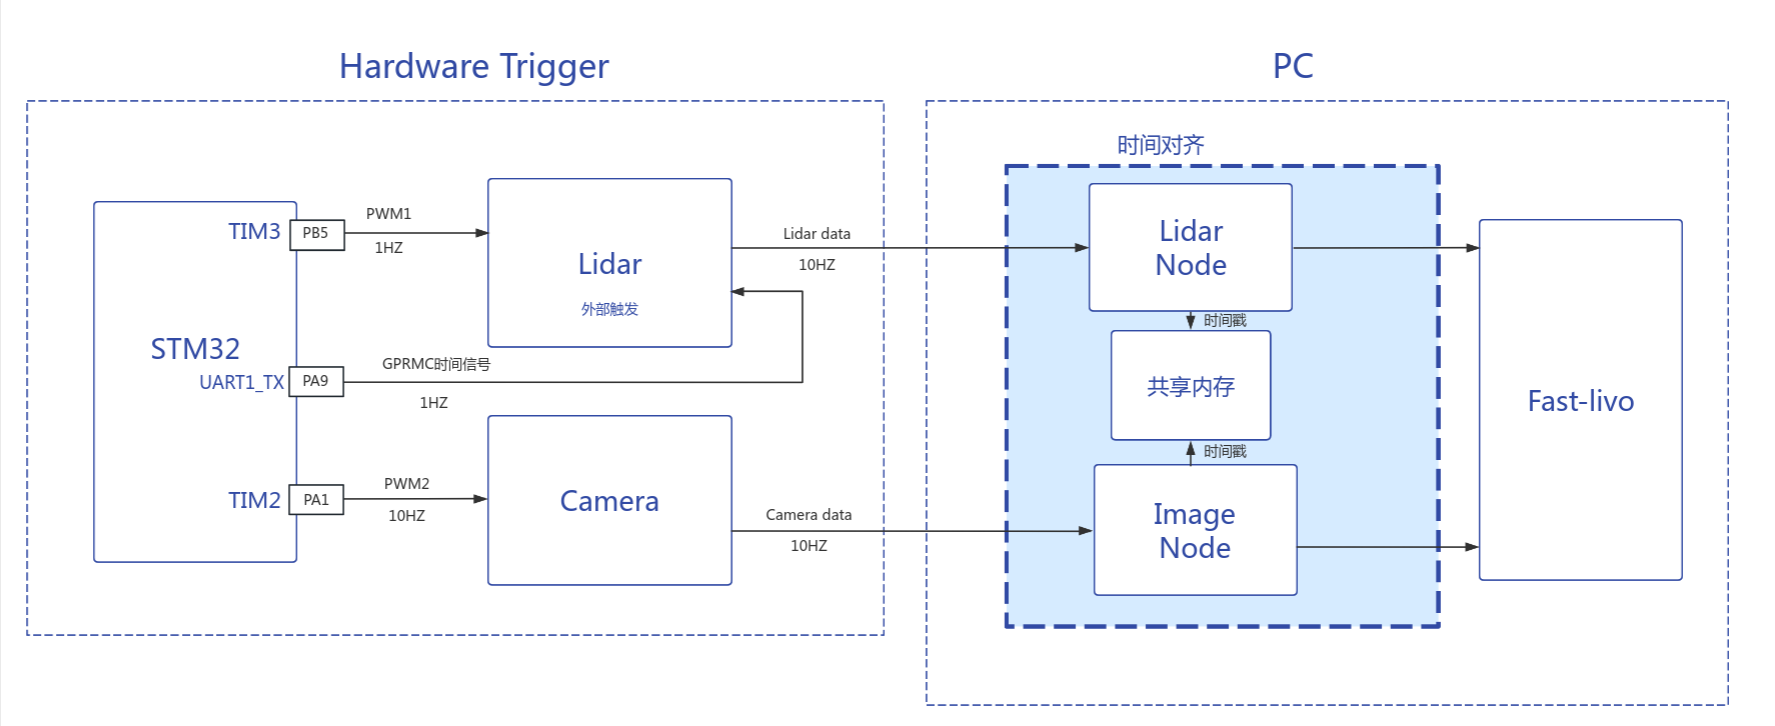 Hardware Trigger
PC
时间对齐
TIM3
PB5
PWM1
1HZ
Lidar
外部触发
Lidar data
10HZ
Lidar
Node
时间戳
STM32
UART1_TX
PA9
GPRMC时间信号
1HZ
共享内存
Fast-livo
时间戳
TIM2
PA1
PWM2
10HZ
Camera
Camera data
10HZ
Image
Node